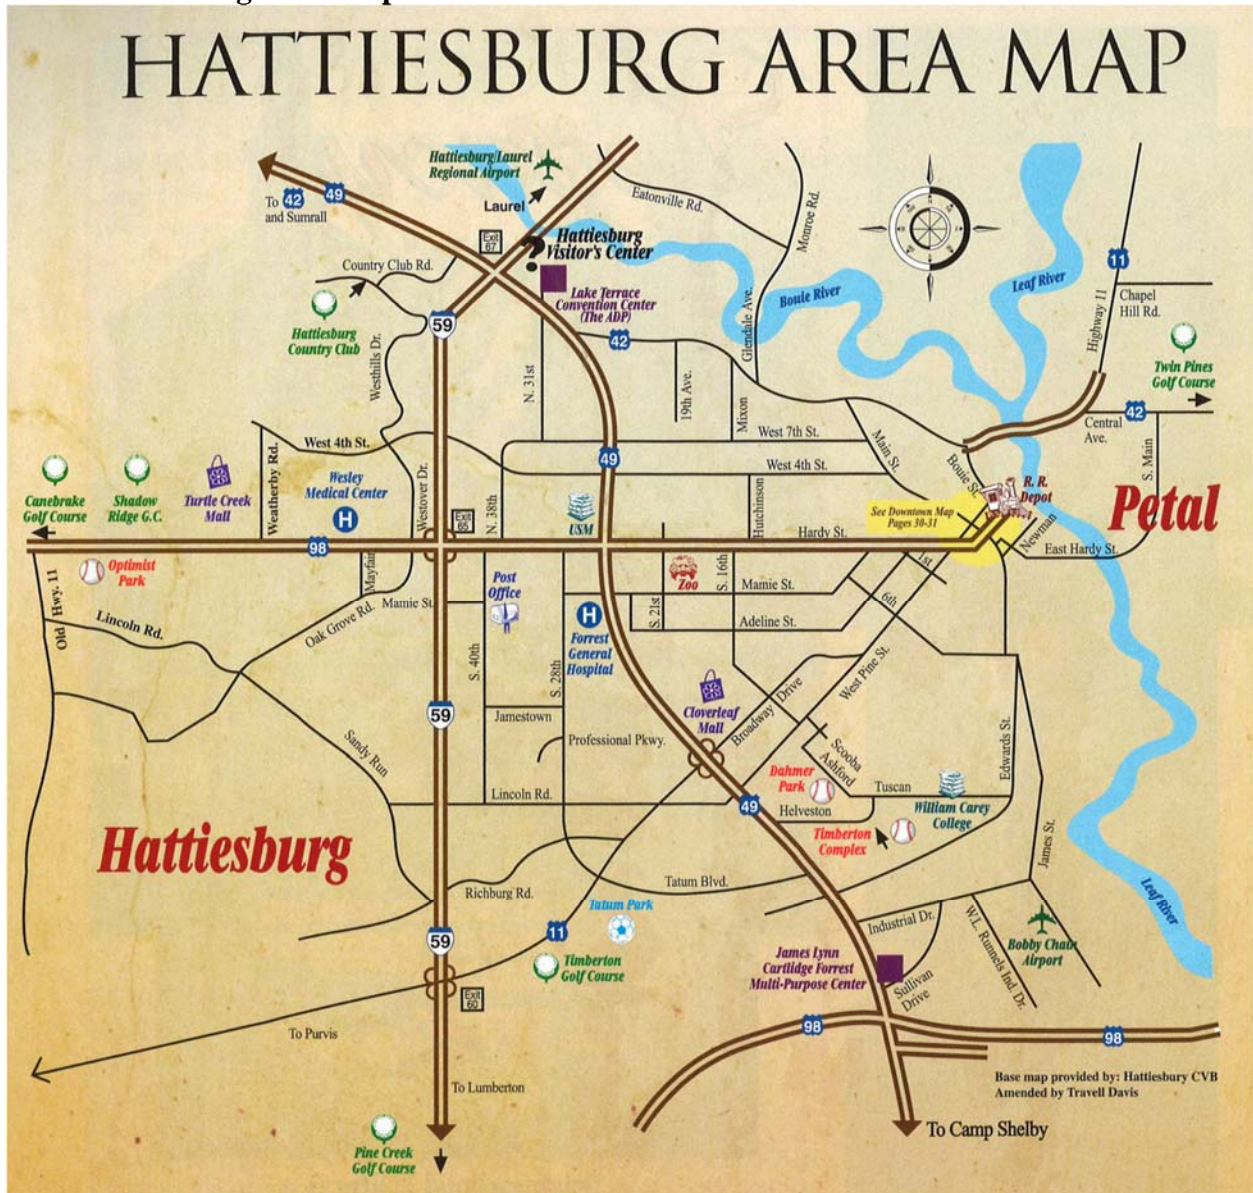 HATTIESBURG AREA MAP
Hattiesburg/Laurel
Regional Airport
Laurel
To 42 49
and Sumrall
Eatonville Rd.
Monroe Rd.
Exit
67
Hattiesburg
Visitor's Center
Country Club Rd.
Lake Terrace
Convention Center
(The ADP)
Bouie River
Leaf River
11
Chapel
Hill Rd.
Highway 11
Glendale Ave.
59
42
Hattiesburg
Country Club
Westhills Dr.
N. 31st
19th Ave.
Mixon
Twin Pines
Golf Course
42
Central
Ave.
S. Main
West 4th St.
Weatherby Rd.
49
West 7th St.
West 4th St.
Main St.
Bouie St.
R. R.
Depot
Petal
Canebrake
Golf Course
Shadow
Ridge G.C.
Turtle Creek
Mall
Wesley
Medical Center
H
Westover Dr.
Exit
N. 38th
USM
Hutchinson
See Downtown Map
Pages 30-31
Newman
98
Hardy St.
East Hardy St.
Optimist
Park
Mayfair
Post
Office
Zoo
S. 16th
1st
Old Hwy. 11
Lincoln Rd.
Oak Grove Rd.
Mamie St.
Mamie St.
6th
H
Forrest
General
Hospital
S. 21st
Adeline St.
S. 40th
S. 28th
Cloverleaf
Mall
Broadway Drive
West Pine St.
59
Jamestown
Professional Pkwy.
Sandy Run
Scooba
Ashford
Edwards St.
Dahmer
Park
Tuscan
William Carey
College
Lincoln Rd.
49
Helveston
Timberton
Complex
James St.
Hattiesburg
Richburg Rd.
Tatum Blvd.
Leaf River
Tatum Park
59
11
Industrial Dr.
W.L. Runnels Ind. Dr.
Bobby Chain
Airport
Timberton
Golf Course
James Lynn
Cartlidge Forrest
Multi-Purpose Center
Sullivan
Drive
Exit
60
98
98
To Purvis
To Lumberton
Base map provided by: Hattiesbury CVB
Amended by Travell Davis
To Camp Shelby
Pine Creek
Golf Course